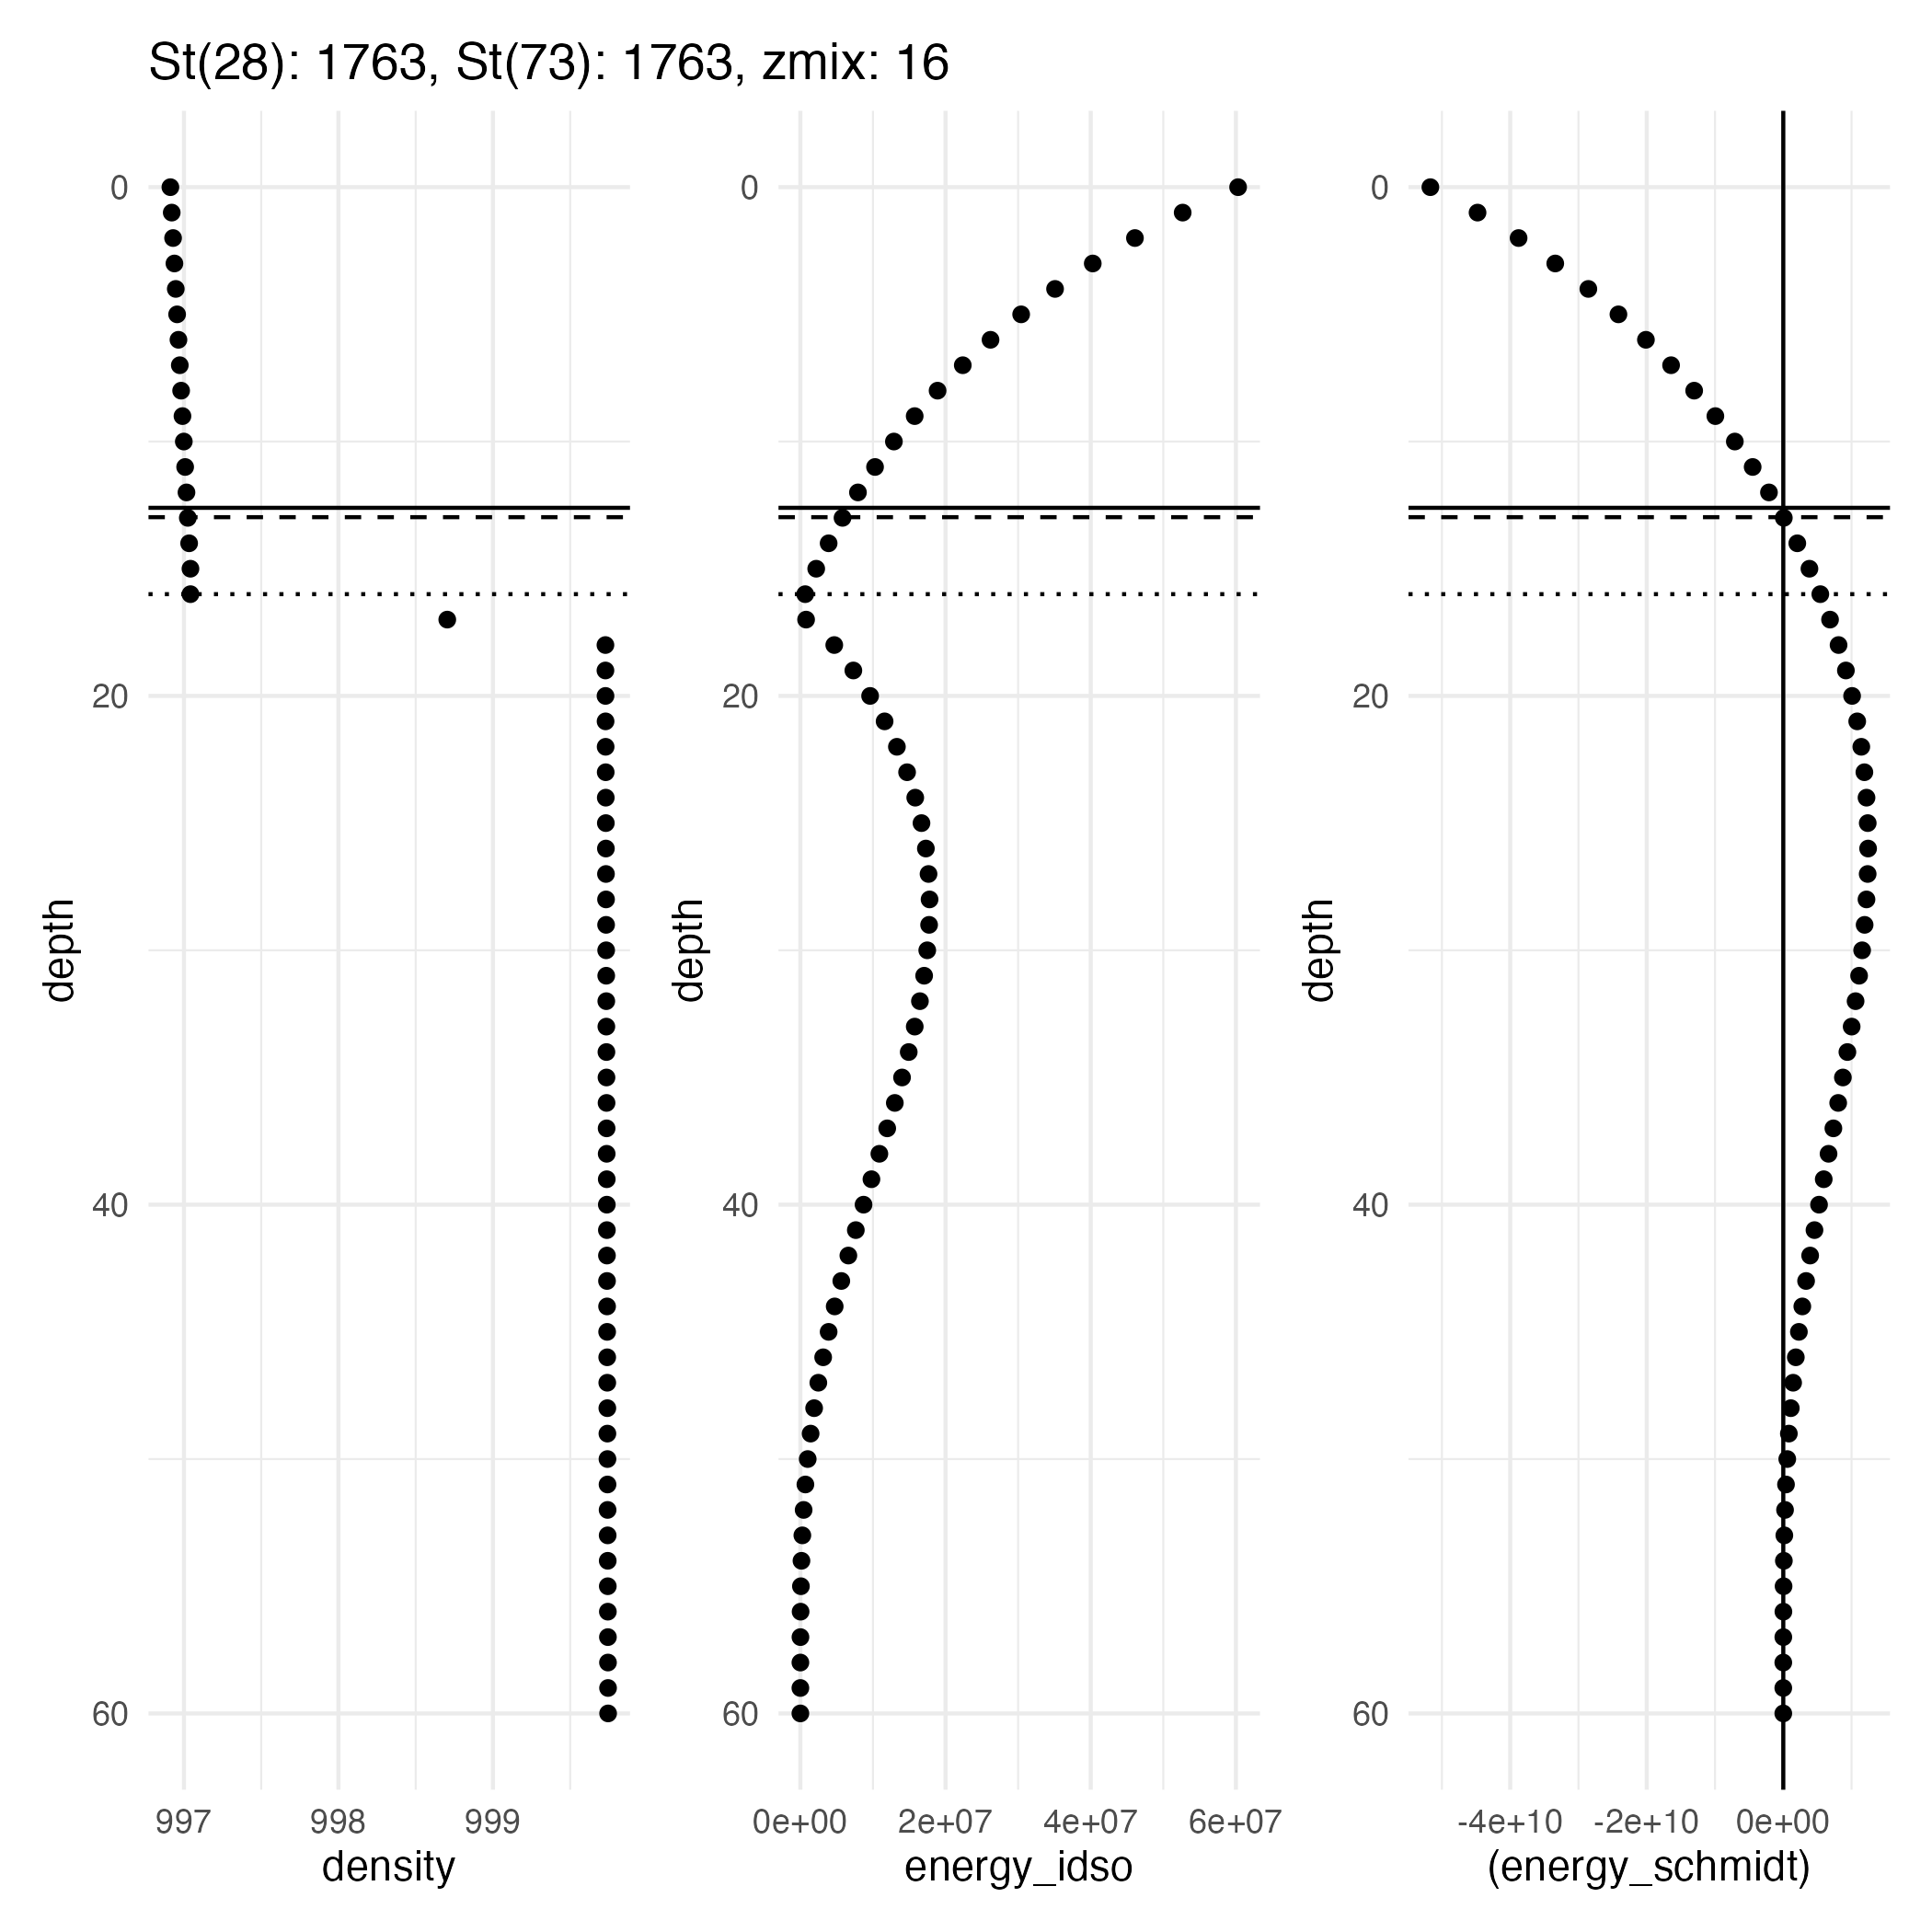 St(28): 1763, St(73): 1763, zmix: 16
0
20
40
60
depth
997 998 999
density
0
20
40
60
depth
0e+00 2e+07 4e+07 6e+07
energy_idso
0
20
40
60
depth
-4e+10 -2e+10 0e+00
(energy_schmidt)